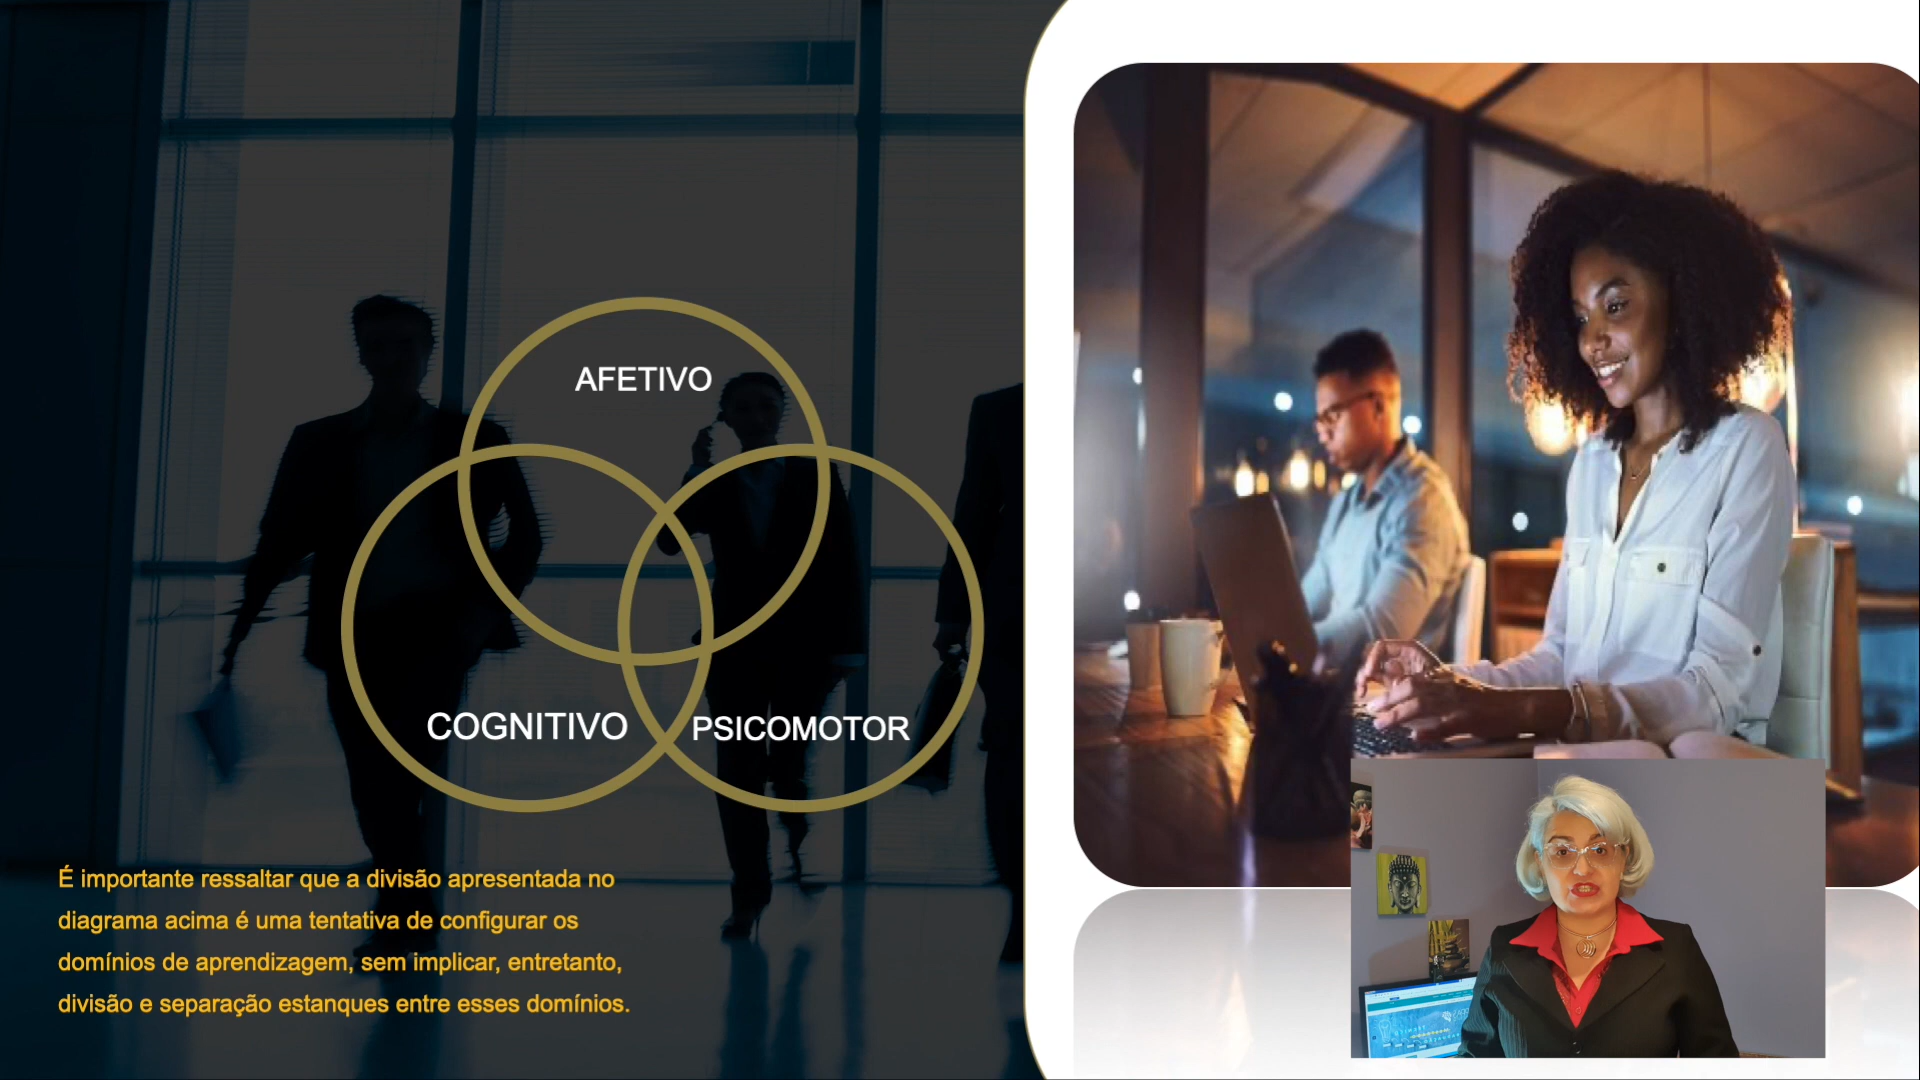 AFETIVO
COGNITIVO
PSICOMOTOR
É importante ressaltar que a divisão apresentada no
diagrama acima é uma tentativa de configurar os
domínios de aprendizagem, sem implicar, entretanto,
divisão e separação estanques entre esses domínios.